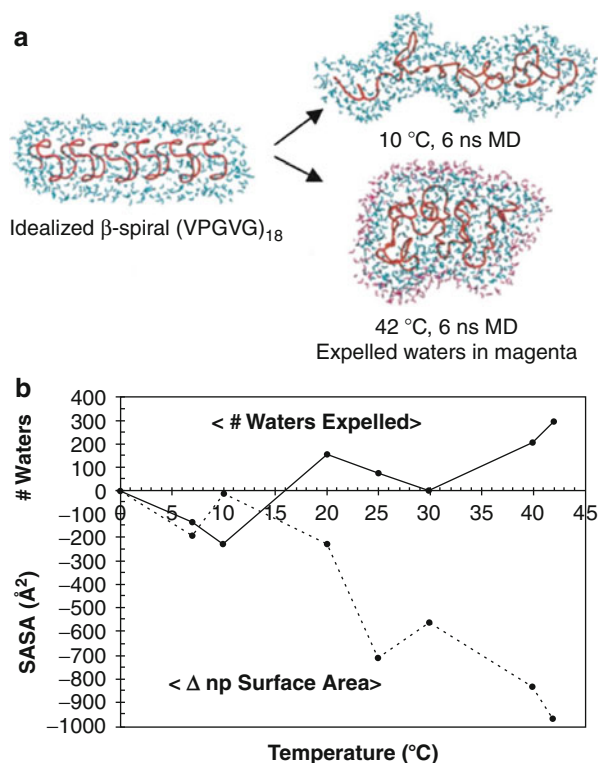 a
Idealized β-spiral (VPGVG)18
10 °C, 6 ns MD
42 °C, 6 ns MD
Expelled waters in magenta
b
400
300
200
100
0
−100
−200
−300
−400
−500
−600
−700
−800
−900
−1000
# Waters
SASA (Å²)
< # Waters Expelled>
0 5 10 15 20 25 30 35 40 45
< Δ np Surface Area>
Temperature (°C)